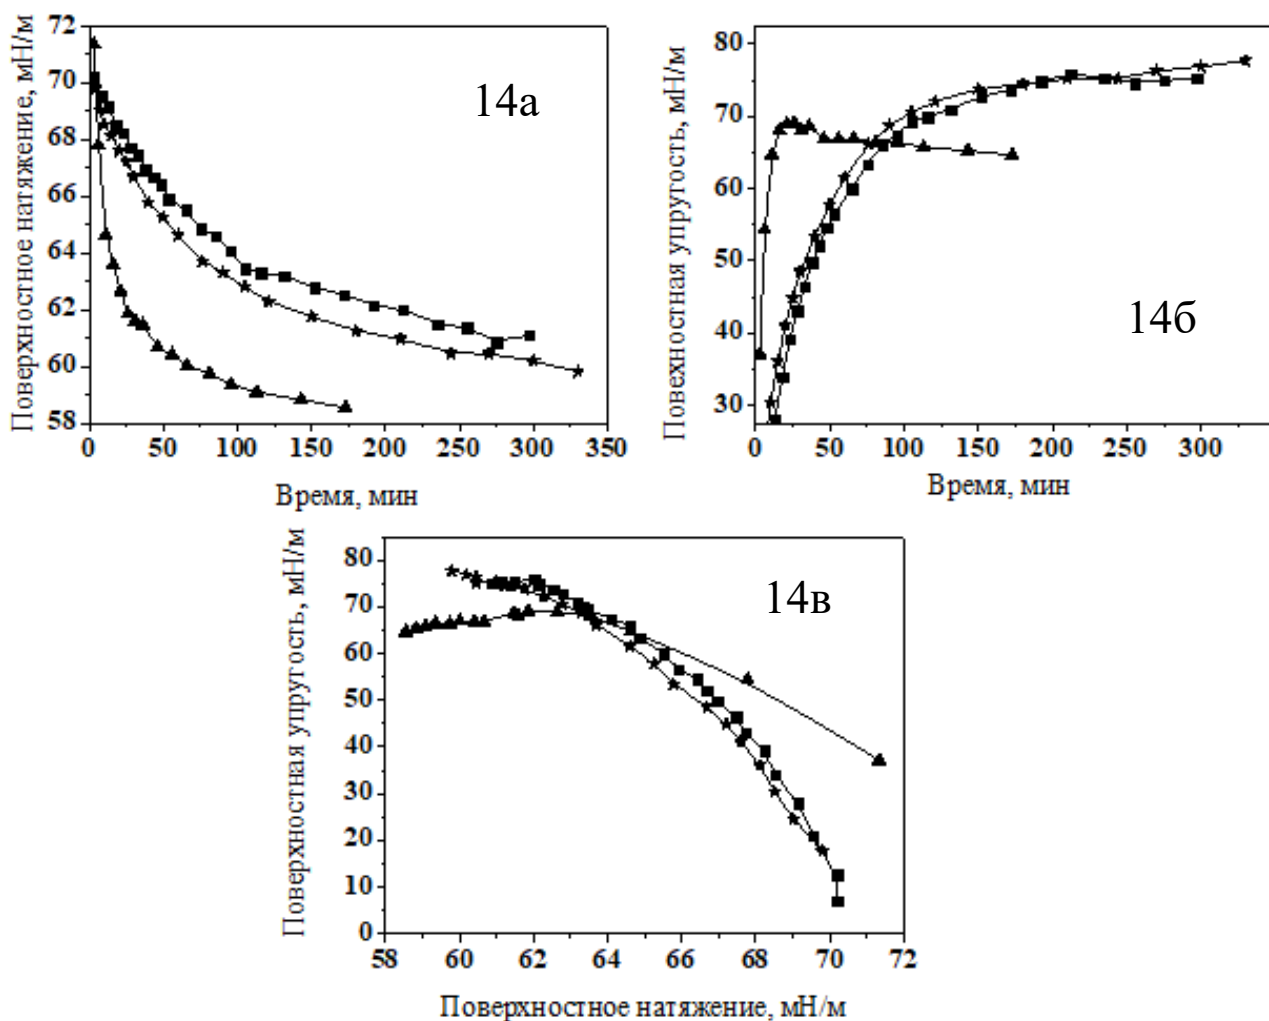 72
70
68
66
64
62
60
58
Поверхностное натяжение, мН/м
14а
0 50 100 150 200 250 300 350
Время, мин
80
70
60
50
40
30
Повехностная упругость, мН/м
14б
0 50 100 150 200 250 300
Время, мин
80
70
60
50
40
30
20
10
0
Поверхностная упругость, мН/м
14в
58 60 62 64 66 68 70 72
Поверхностное натяжение, мН/м